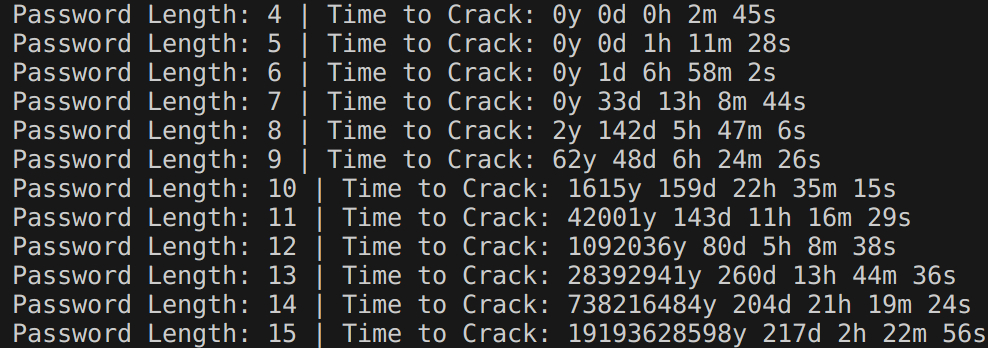 Password Length: 4 | Time to Crack: 0y 0d 0h 2m 45s
Password Length: 5 | Time to Crack: 0y 0d 1h 11m 28s
Password Length: 6 | Time to Crack: 0y 1d 6h 58m 2s
Password Length: 7 | Time to Crack: 0y 33d 13h 8m 44s
Password Length: 8 | Time to Crack: 2y 142d 5h 47m 6s
Password Length: 9 | Time to Crack: 62y 48d 6h 24m 26s
Password Length: 10 | Time to Crack: 1615y 159d 22h 35m 15s
Password Length: 11 | Time to Crack: 42001y 143d 11h 16m 29s
Password Length: 12 | Time to Crack: 1092036y 80d 5h 8m 38s
Password Length: 13 | Time to Crack: 28392941y 260d 13h 44m 36s
Password Length: 14 | Time to Crack: 738216484y 204d 21h 19m 24s
Password Length: 15 | Time to Crack: 19193628598y 217d 2h 22m 56s